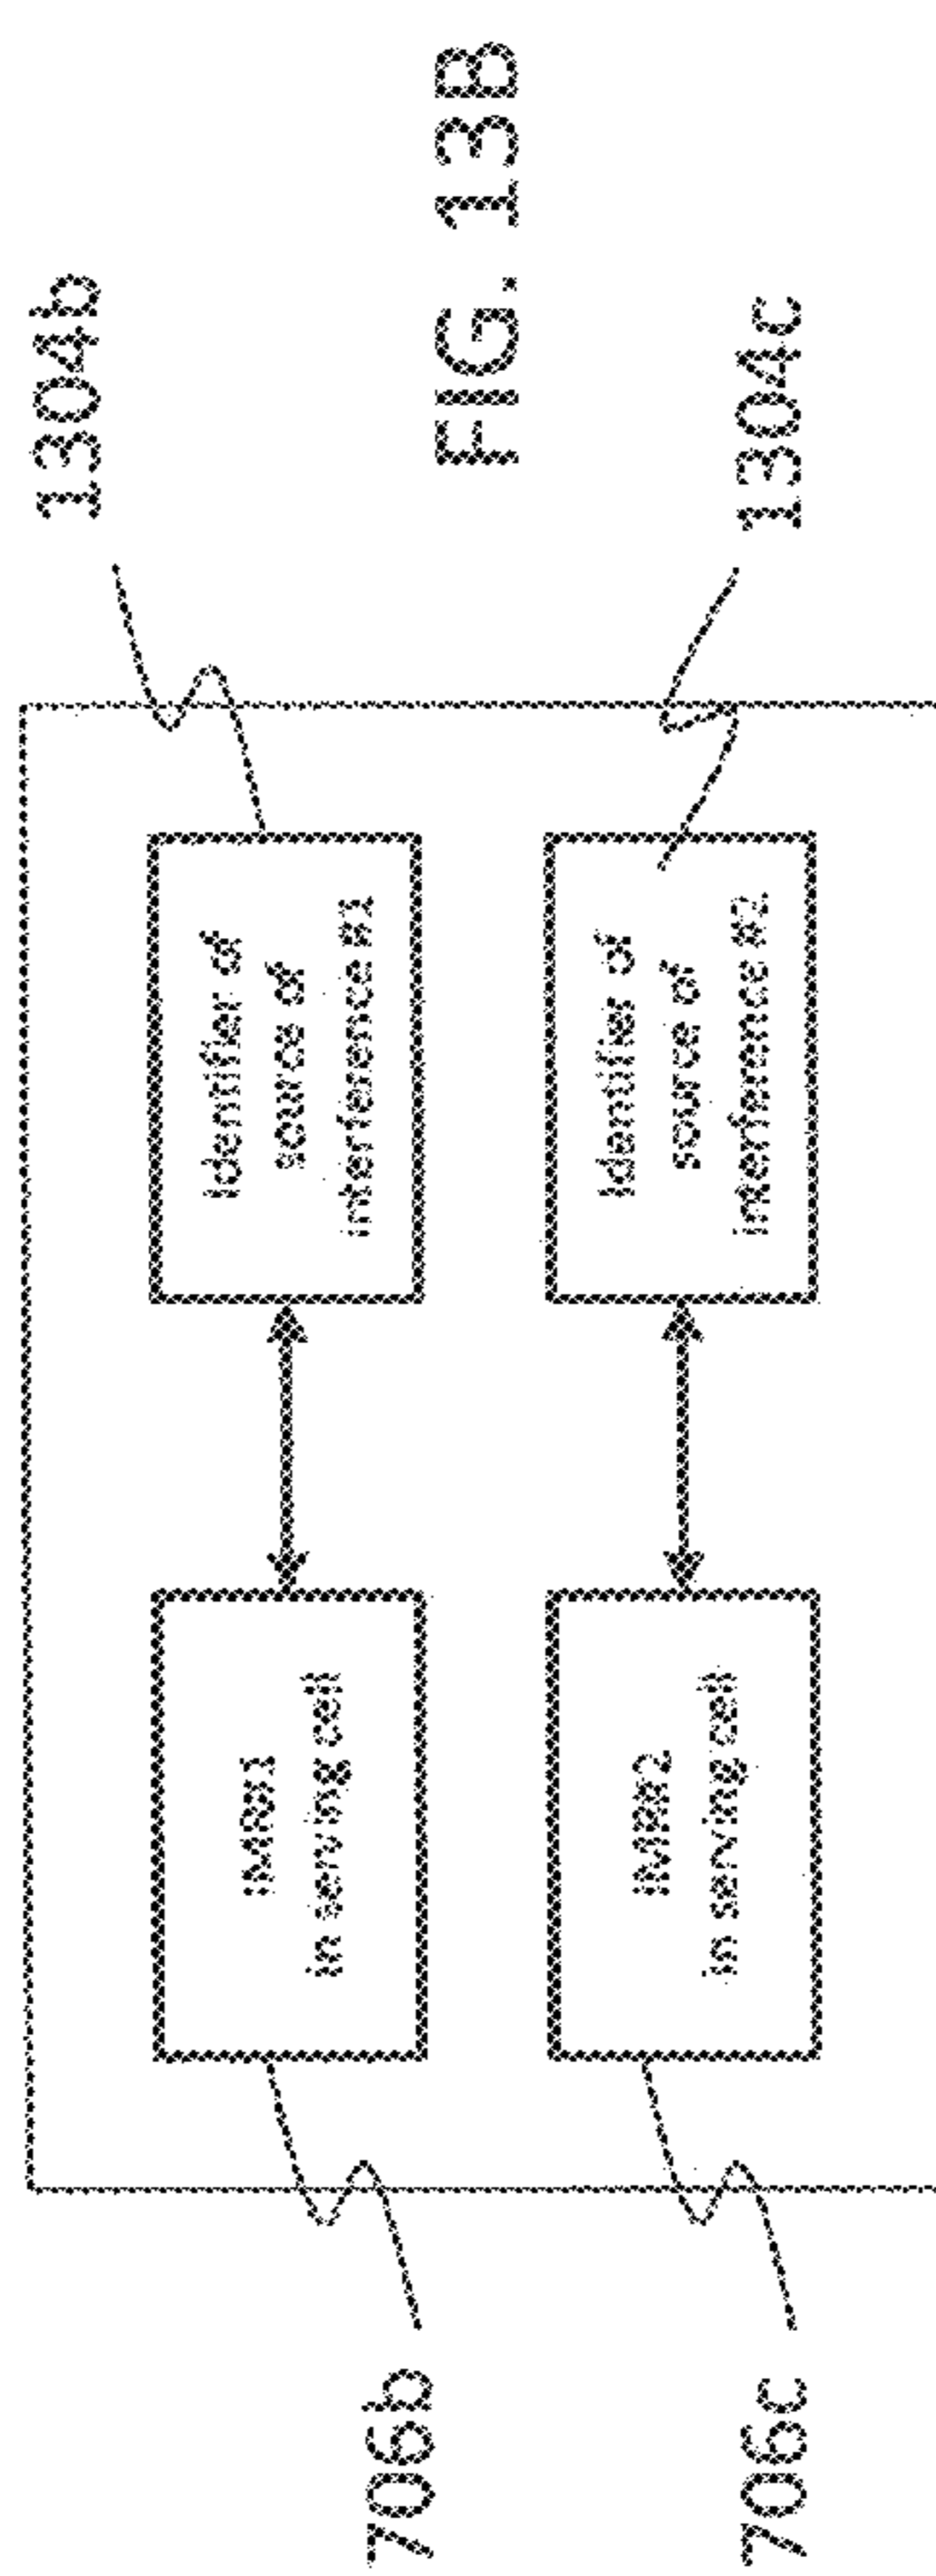 FIG. 13B
706b
IMR#1
in serving cell
Identifier of
source of
interference #1
1304b
706c
IMR#2
in serving cell
Identifier of
source of
interference #2
1304c